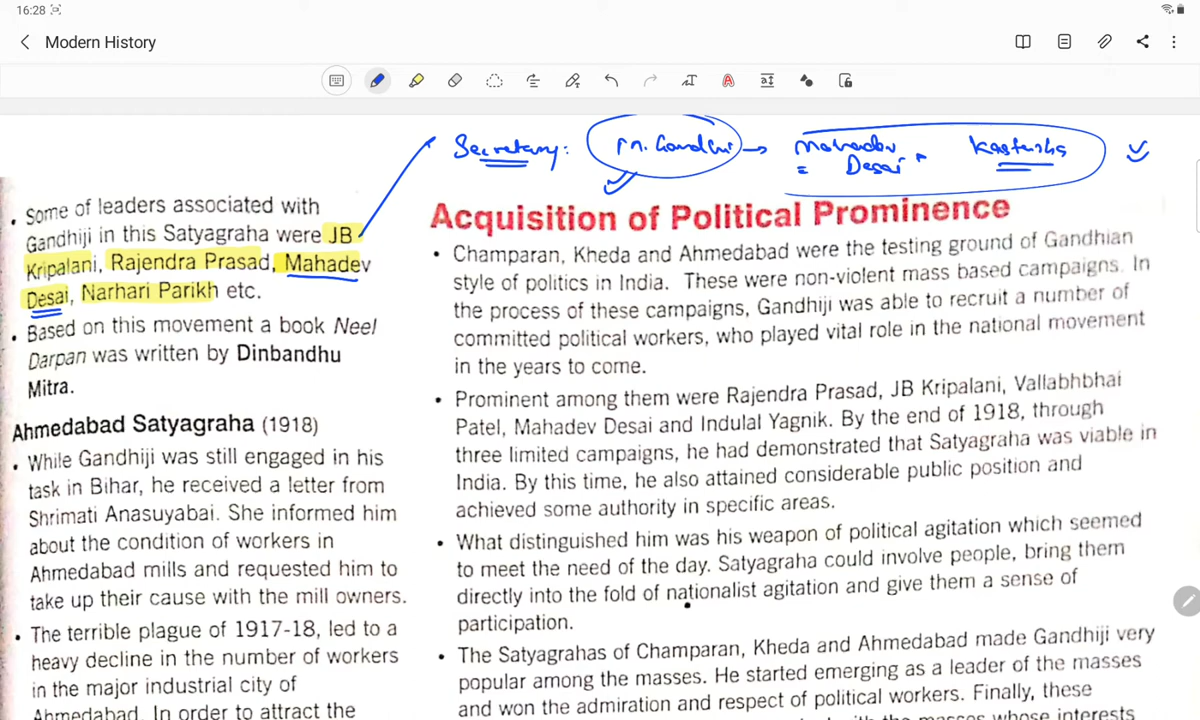 16:28
Modern History
Secretary: M. Gandhi → Mahadev Desai Kasturba
• Some of leaders associated with
Gandhiji in this Satyagraha were JB
Kripalani, Rajendra Prasad, Mahadev
Desai, Narhari Parikh etc.
• Based on this movement a book Neel
Darpan was written by Dinbandhu
Mitra.
Ahmedabad Satyagraha (1918)
• While Gandhiji was still engaged in his
task in Bihar, he received a letter from
Shrimati Anasuyabai. She informed him
about the condition of workers in
Ahmedabad mills and requested him to
take up their cause with the mill owners.
• The terrible plague of 1917-18, led to a
heavy decline in the number of workers
in the major industrial city of
Ahmedabad. In order to attract the
Acquisition of Political Prominence
• Champaran, Kheda and Ahmedabad were the testing ground of Gandhian
style of politics in India. These were non-violent mass based campaigns. In
the process of these campaigns, Gandhiji was able to recruit a number of
committed political workers, who played vital role in the national movement
in the years to come.
• Prominent among them were Rajendra Prasad, JB Kripalani, Vallabhbhai
Patel, Mahadev Desai and Indulal Yagnik. By the end of 1918, through
three limited campaigns, he had demonstrated that Satyagraha was viable in
India. By this time, he also attained considerable public position and
achieved some authority in specific areas.
• What distinguished him was his weapon of political agitation which seemed
to meet the need of the day. Satyagraha could involve people, bring them
directly into the fold of nationalist agitation and give them a sense of
participation.
• The Satyagrahas of Champaran, Kheda and Ahmedabad made Gandhiji very
popular among the masses. He started emerging as a leader of the masses
and won the admiration and respect of political workers. Finally, these
the masses whose interests